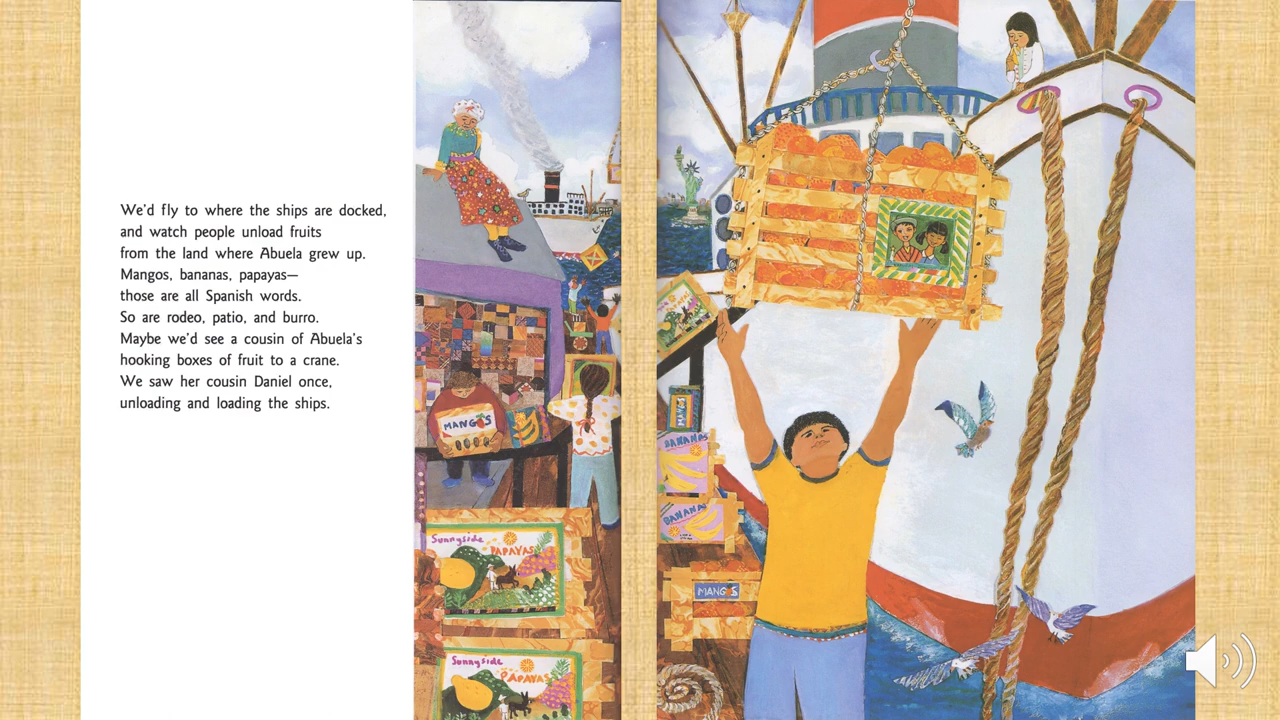 We'd fly to where the ships are docked,
and watch people unload fruits
from the land where Abuela grew up.
Mangos, bananas, papayas—
those are all Spanish words.
So are rodeo, patio, and burro.
Maybe we'd see a cousin of Abuela's
hooking boxes of fruit to a crane.
We saw her cousin Daniel once,
unloading and loading the ships.
MANGOS
Sunnyside
PAPAYAS
Sunnyside
PAPAYAS
MANGOS
BANANAS
BANANAS
MANGOS